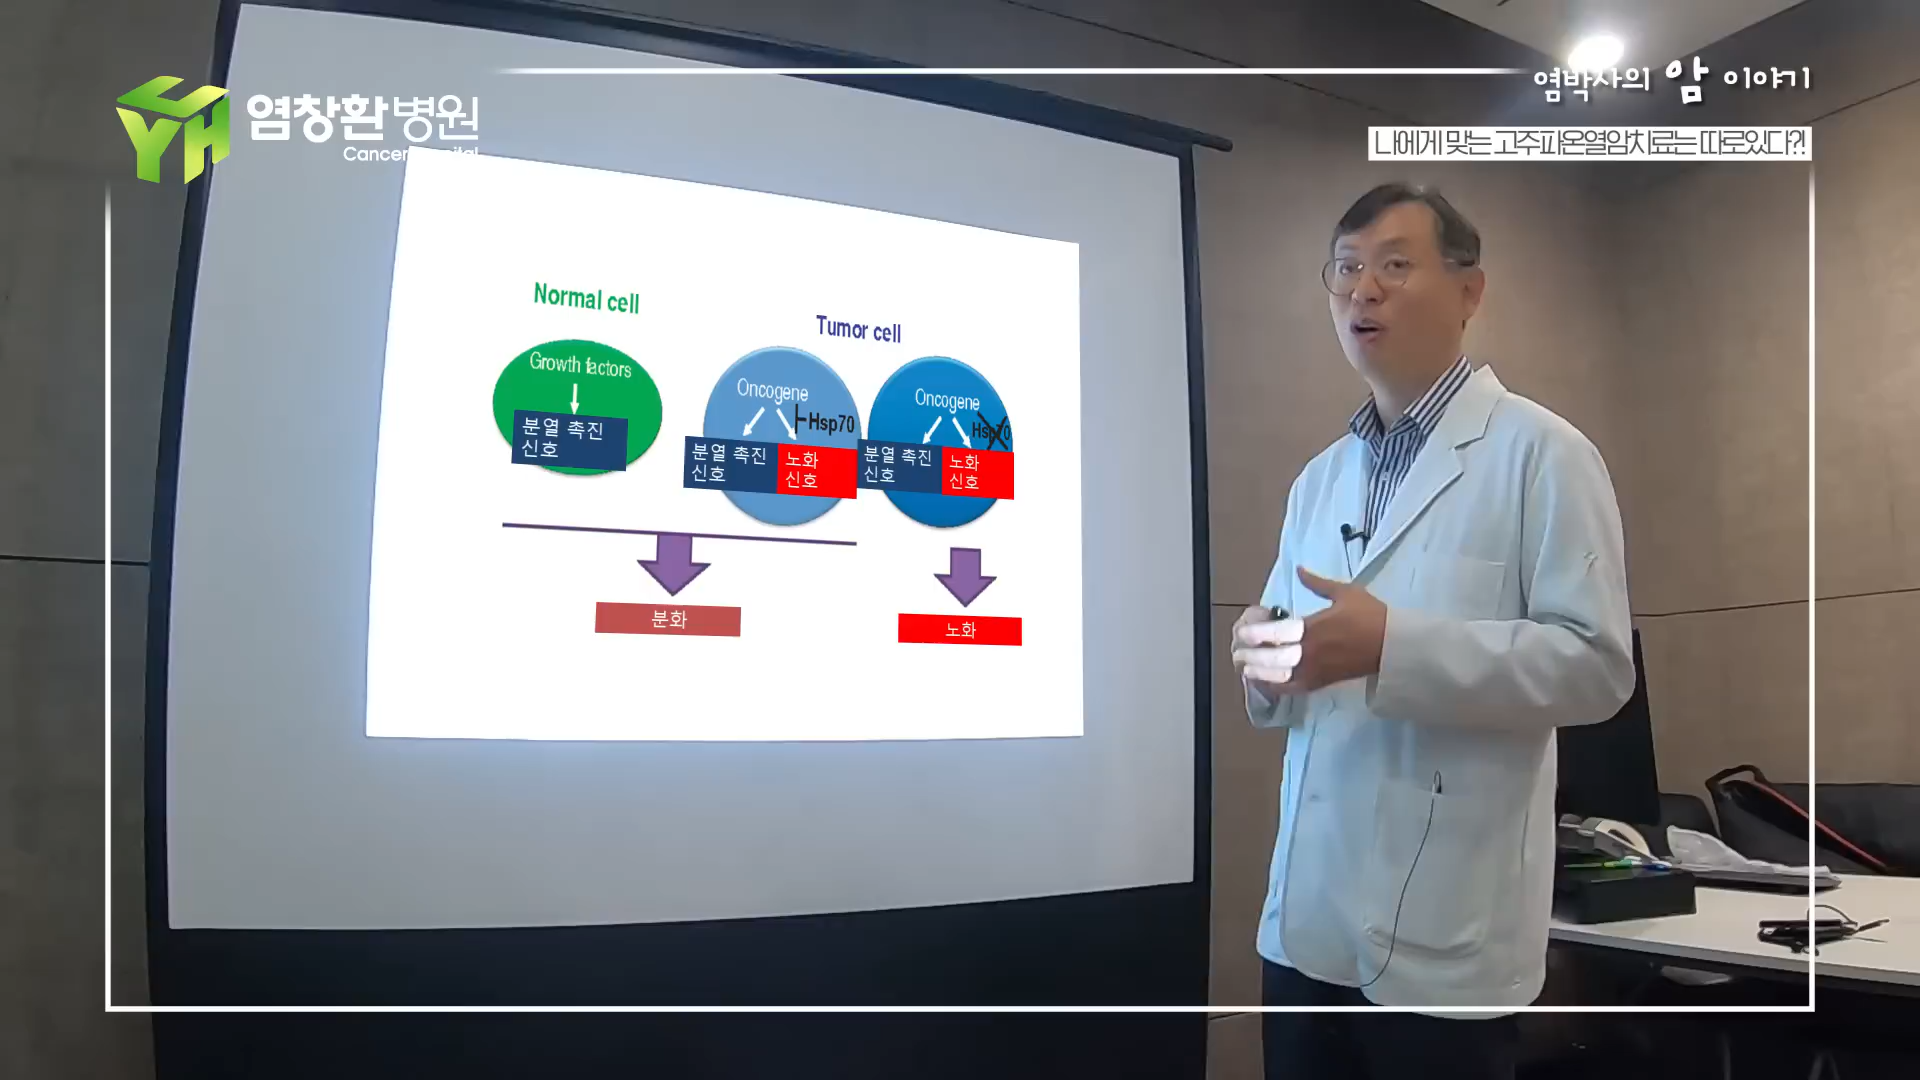 YH
염창환병원
Cancer
염박사의 암 이야기
나에게 맞는 고주파온열암치료는 따로있다?!
Normal cell
Tumor cell
Growth factors
분열 촉진
신호
Oncogene
Hsp70
분열 촉진
신호
노화
신호
Oncogene
Hsp70
분열 촉진
신호
노화
신호
분화
노화